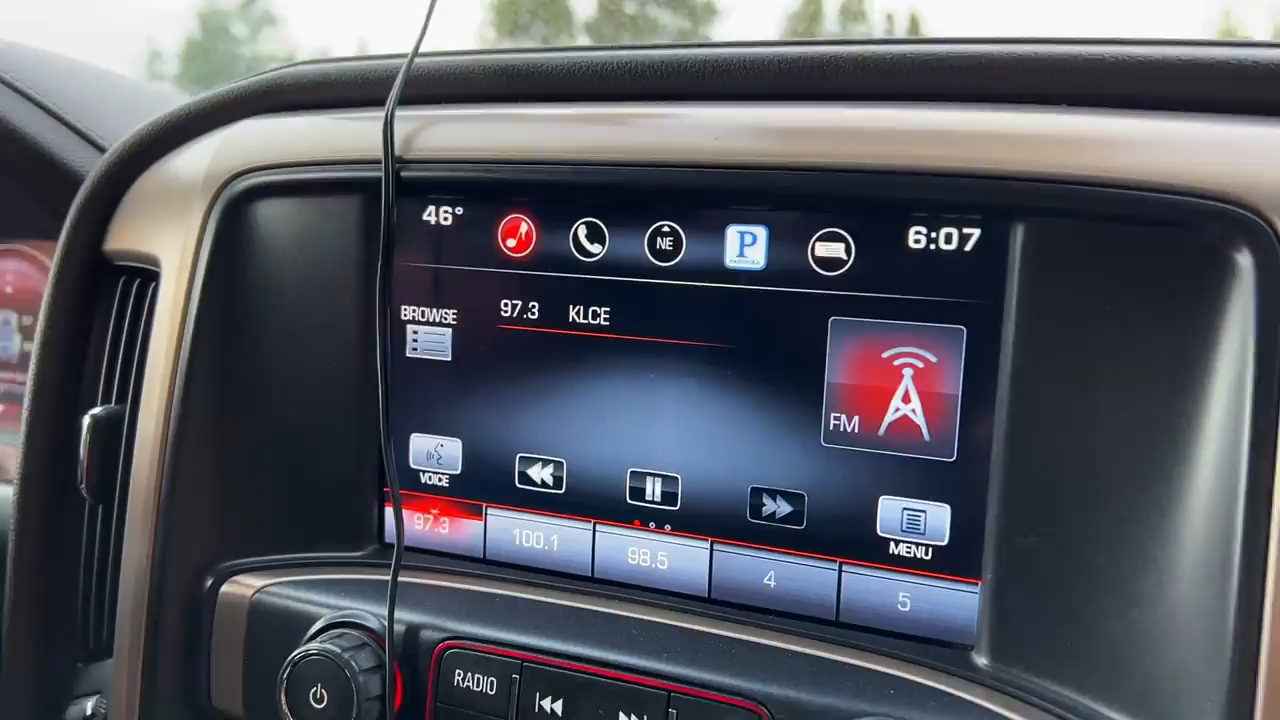 46°
NE
P
PANDORA
6:07
BROWSE
97.3 KLCE
FM
VOICE
MENU
97.3
100.1
98.5
4
5
RADIO